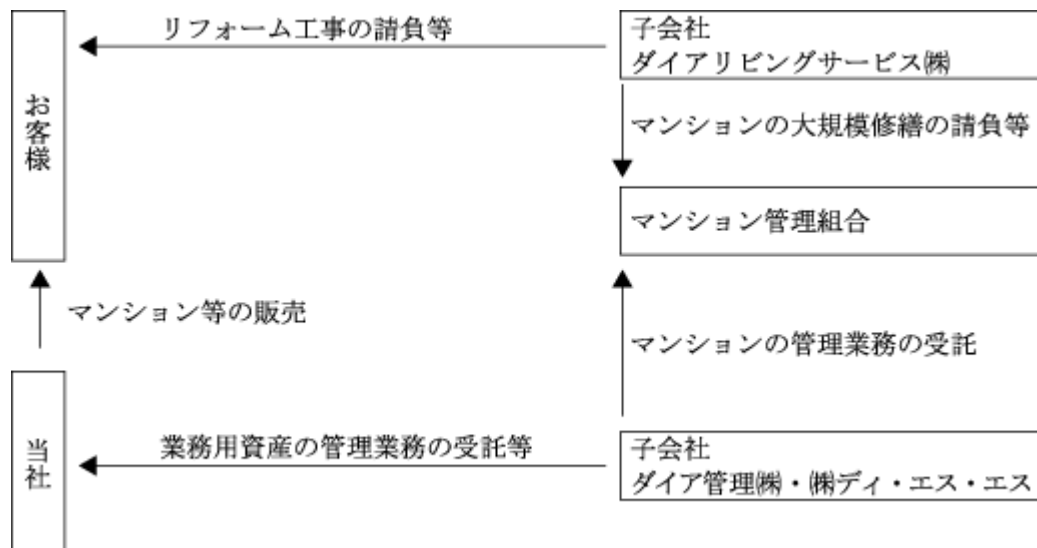 リフォーム工事の請負等
子会社
ダイアリビングサービス㈱
お客様
マンションの大規模修繕の請負等
マンション管理組合
マンション等の販売
マンションの管理業務の受託
当社
業務用資産の管理業務の受託等
子会社
ダイア管理㈱・㈱ディ・エス・エス